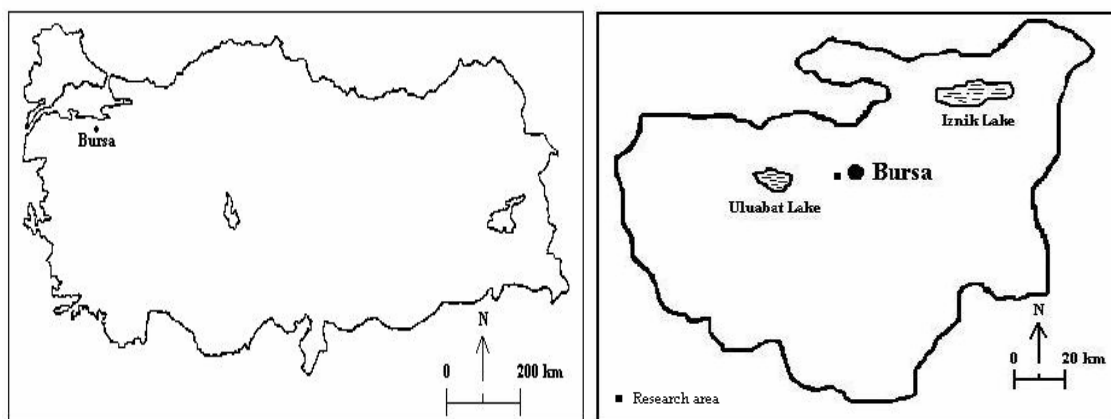 Bursa
N
0 200 km
Iznik Lake
Bursa
Uluabat Lake
N
0 20 km
Research area